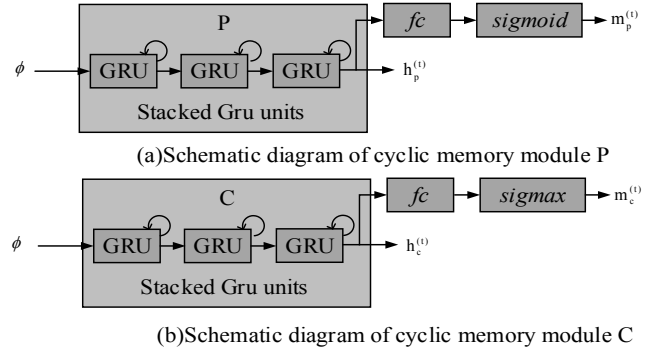 P
fc
sigmoid
m_p^(t)
ϕ
GRU
GRU
GRU
h_p^(t)
Stacked Gru units
(a)Schematic diagram of cyclic memory module P
C
fc
sigmax
m_c^(t)
ϕ
GRU
GRU
GRU
h_c^(t)
Stacked Gru units
(b)Schematic diagram of cyclic memory module C